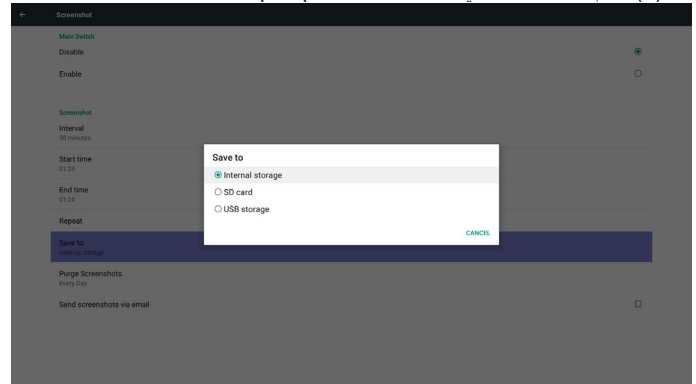 Screenshot
Main Switch
Disable
Enable
Screenshot
Interval
30 minutes
Start time
01:23
End time
01:24
Repeat
Save to
Internal storage
Purge Screenshots
Every Day
Send screenshots via email
Save to
Internal storage
SD card
USB storage
CANCEL